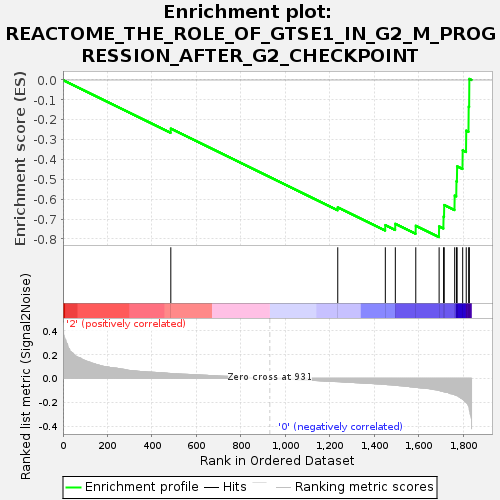 Enrichment plot:
REACTOME_THE_ROLE_OF_GTSE1_IN_G2_M_PROG
RESSION_AFTER_G2_CHECKPOINT
Enrichment score (ES)
0.0
-0.1
-0.2
-0.3
-0.4
-0.5
-0.6
-0.7
-0.8
Ranked list metric (Signal2Noise)
0.4
0.2
0.0
-0.2
-0.4
'2' (positively correlated)
Zero cross at 931
'0' (negatively correlated)
0 200 400 600 800 1,000 1,200 1,400 1,600 1,800
Rank in Ordered Dataset
Enrichment profile Hits Ranking metric scores